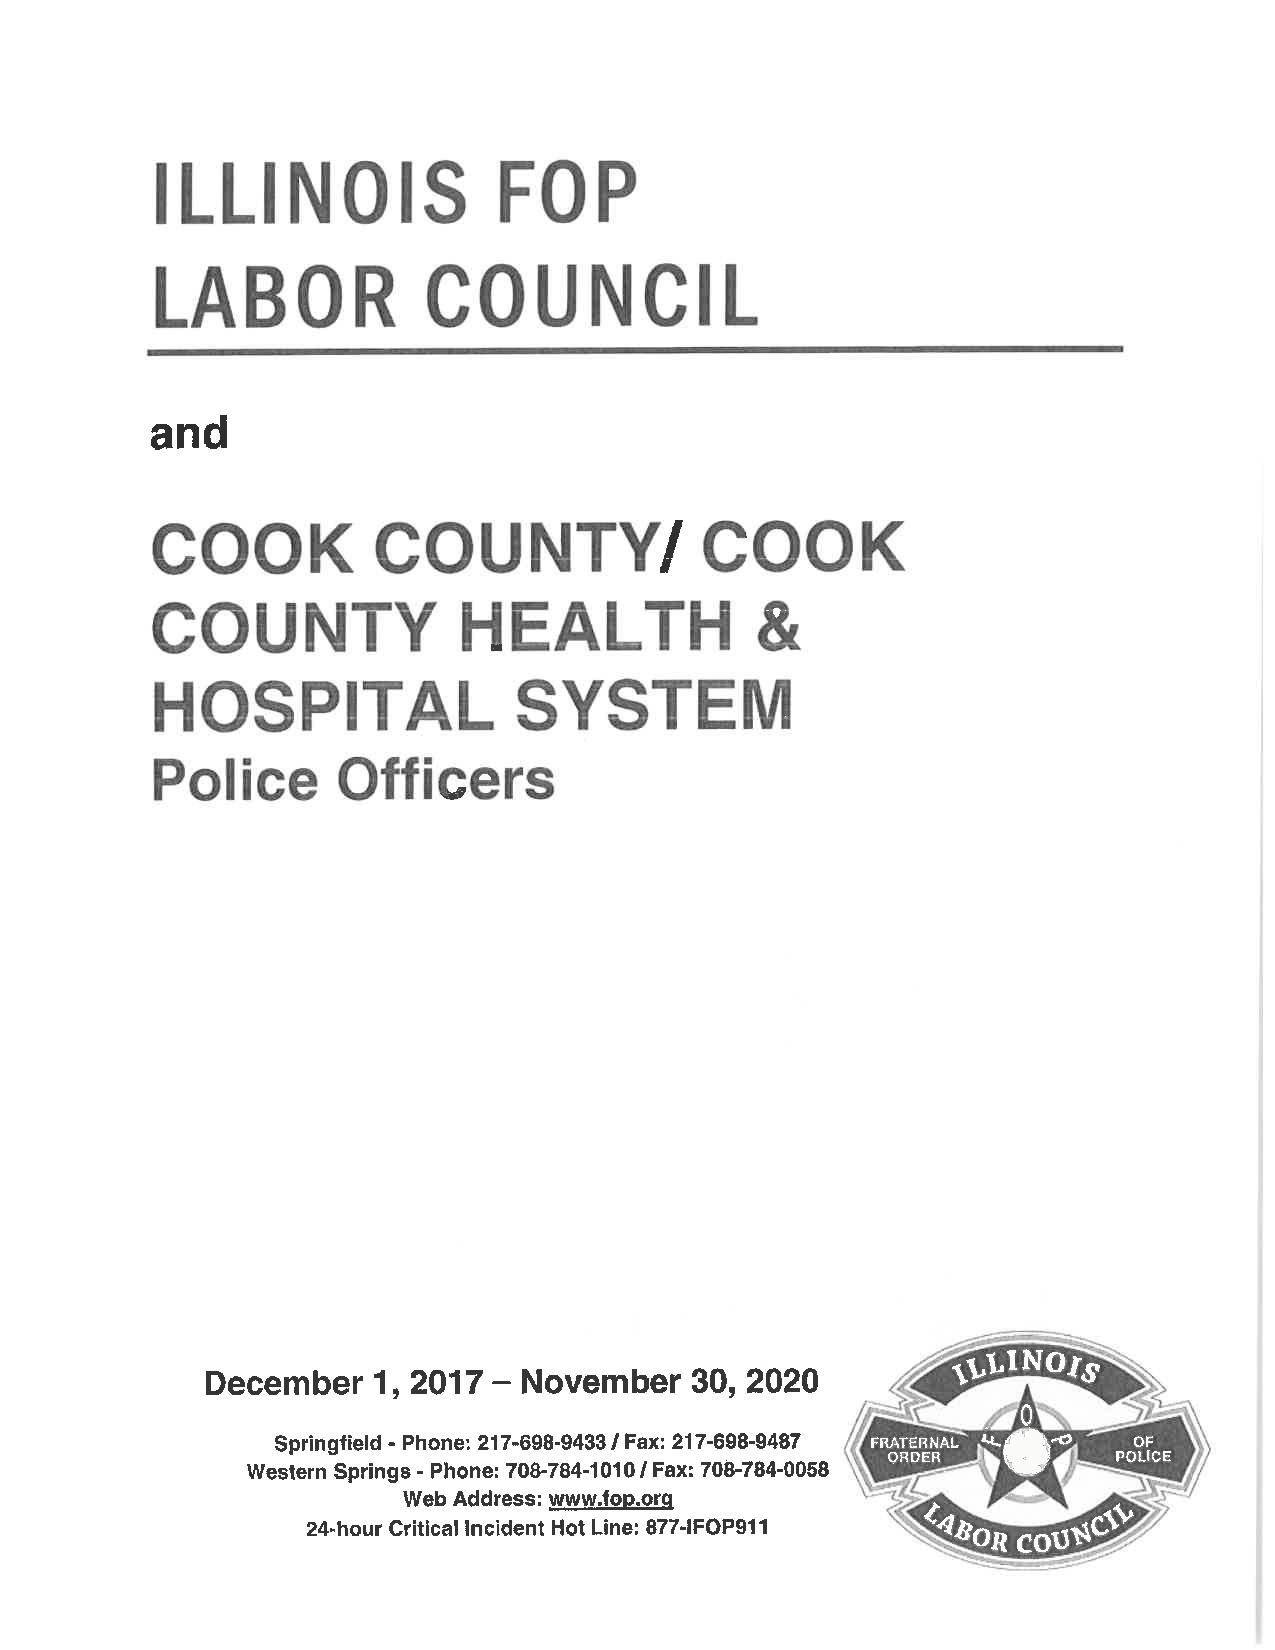 ILLINOIS FOP
LABOR COUNCIL
and
COOK COUNTY/ COOK
COUNTY HEALTH &
HOSPITAL SYSTEM
Police Officers
December 1, 2017 – November 30, 2020
Springfield - Phone: 217-698-9433 / Fax: 217-698-9487
Western Springs - Phone: 708-784-1010 / Fax: 708-784-0058
Web Address: www.fop.org
24-hour Critical Incident Hot Line: 877-IFOP911
ILLINOIS
FRATERNAL
ORDER
F O P
OF
POLICE
LABOR COUNCIL